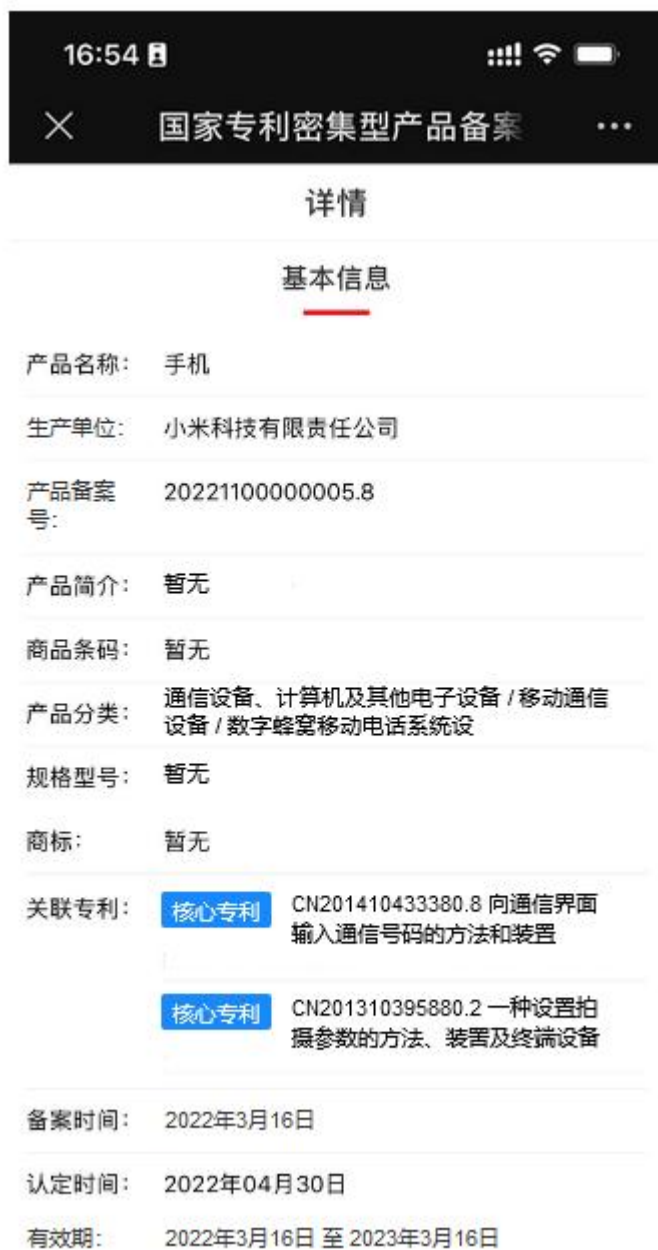 16:54
国家专利密集型产品备案
详情
基本信息
产品名称： 手机
生产单位： 小米科技有限责任公司
产品备案 202211000000005.8
号：
产品简介： 暂无
商品条码： 暂无
通信设备、计算机及其他电子设备 / 移动通信
产品分类： 设备 / 数字蜂窝移动电话系统设
规格型号： 暂无
商标： 暂无
关联专利： 核心专利 CN201410433380.8 向通信界面
输入通信号码的方法和装置
核心专利 CN201310395880.2 一种设置拍
摄参数的方法、装置及终端设备
备案时间： 2022年3月16日
认定时间： 2022年04月30日
有效期： 2022年3月16日 至 2023年3月16日